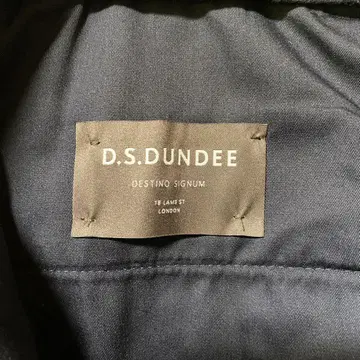 D.S.DUNDEE
DESTINO SIGNUM
18 LAMB ST
LONDON